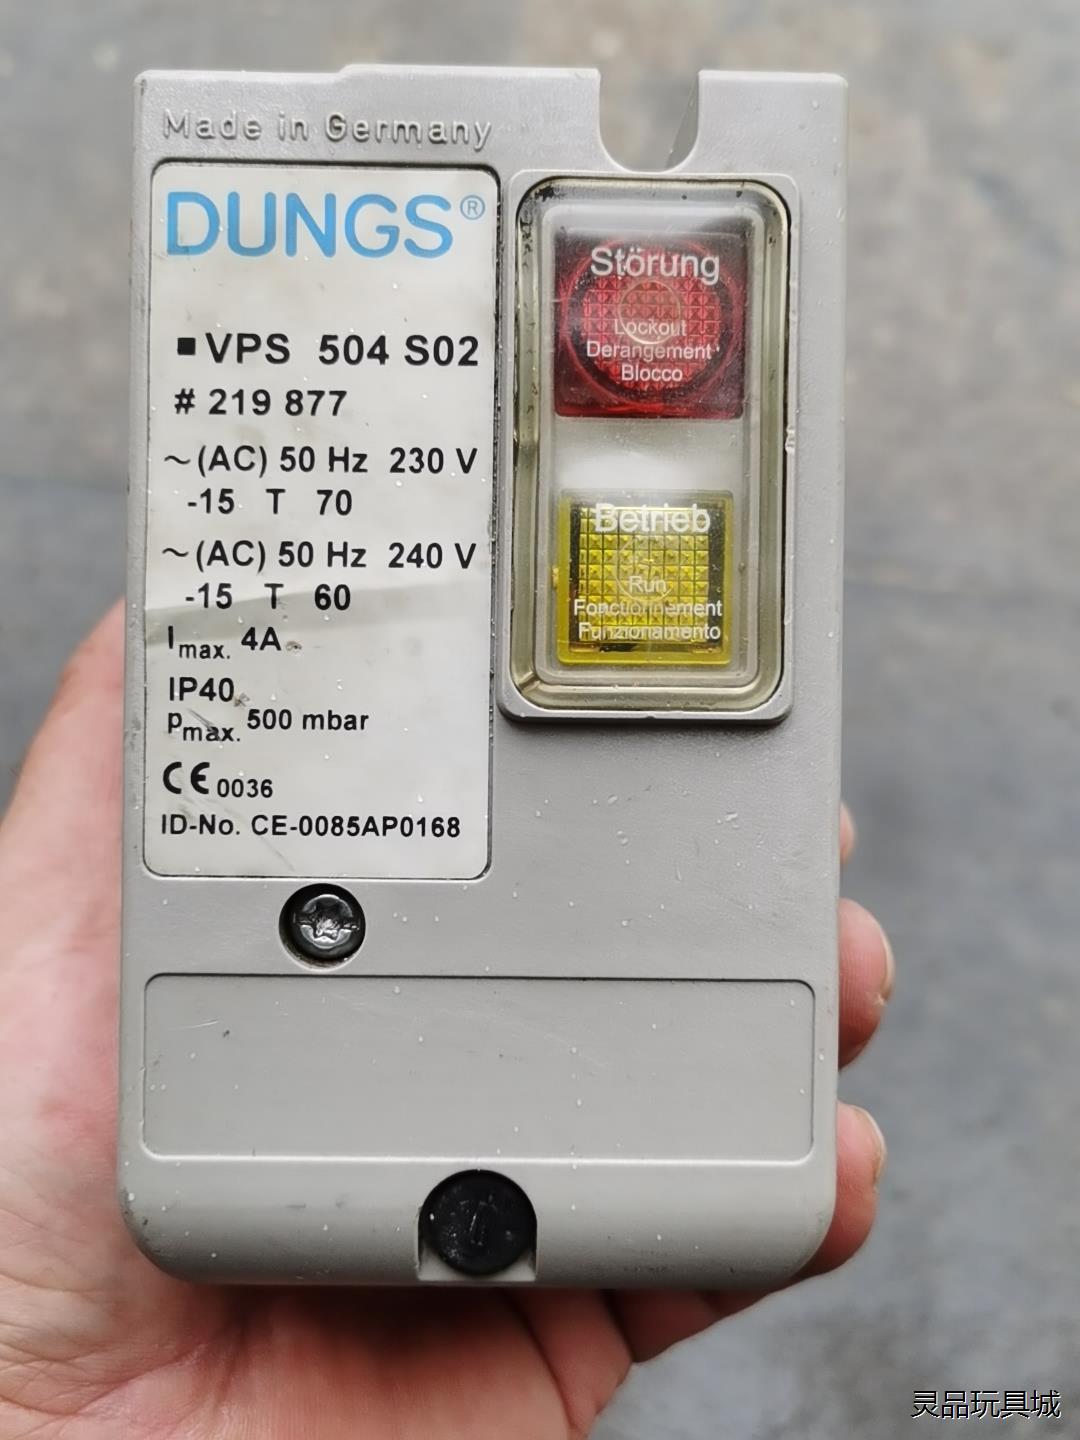 Made in Germany
DUNGS®
■ VPS 504 S02
# 219 877
~(AC) 50 Hz 230 V
-15 T 70
~(AC) 50 Hz 240 V
-15 T 60
Imax. 4A
IP40
pmax. 500 mbar
CE 0036
ID-No. CE-0085AP0168
Störung
Lockout
Derangement
Blocco
Betrieb
Run
Fonctionnement
Funzionamento
灵品玩具城